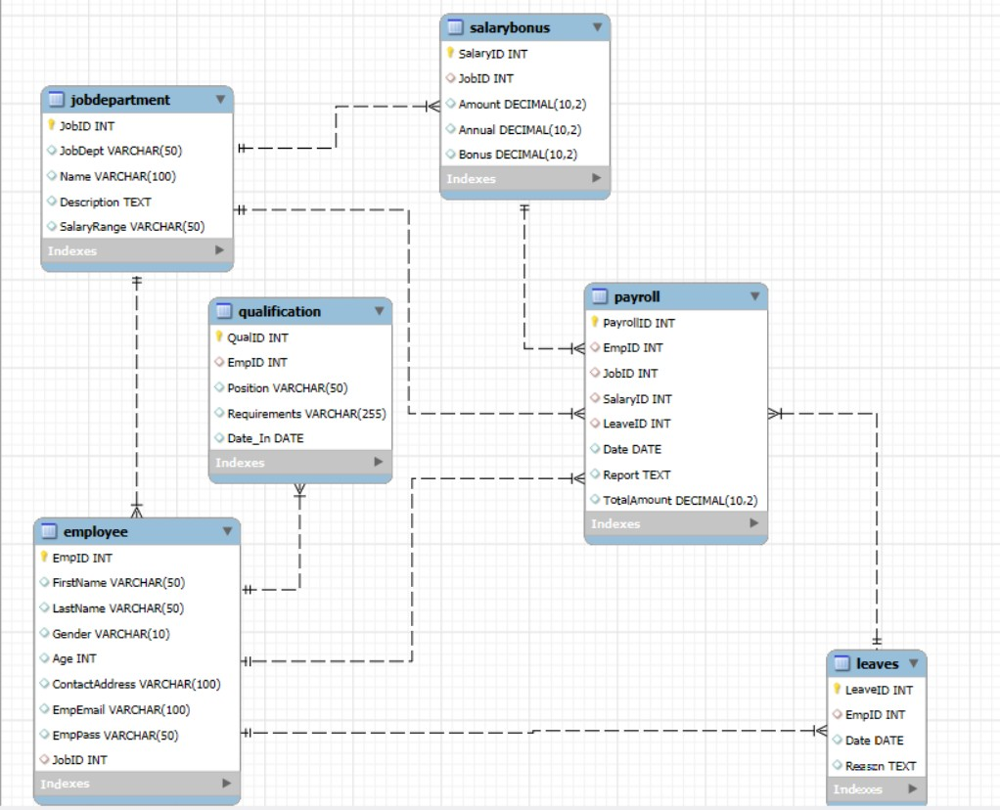 salarybonus
SalaryID INT
JobID INT
Amount DECIMAL(10,2)
Annual DECIMAL(10,2)
Bonus DECIMAL(10,2)
Indexes
jobdepartment
JobID INT
JobDept VARCHAR(50)
Name VARCHAR(100)
Description TEXT
SalaryRange VARCHAR(50)
Indexes
qualification
QualID INT
EmpID INT
Position VARCHAR(50)
Requirements VARCHAR(255)
Date_In DATE
Indexes
payroll
PayrollID INT
EmpID INT
JobID INT
SalaryID INT
LeaveID INT
Date DATE
Report TEXT
TotalAmount DECIMAL(10,2)
Indexes
employee
EmpID INT
FirstName VARCHAR(50)
LastName VARCHAR(50)
Gender VARCHAR(10)
Age INT
ContactAddress VARCHAR(100)
EmpEmail VARCHAR(100)
EmpPass VARCHAR(50)
JobID INT
Indexes
leaves
LeaveID INT
EmpID INT
Date DATE
Reason TEXT
Indexes